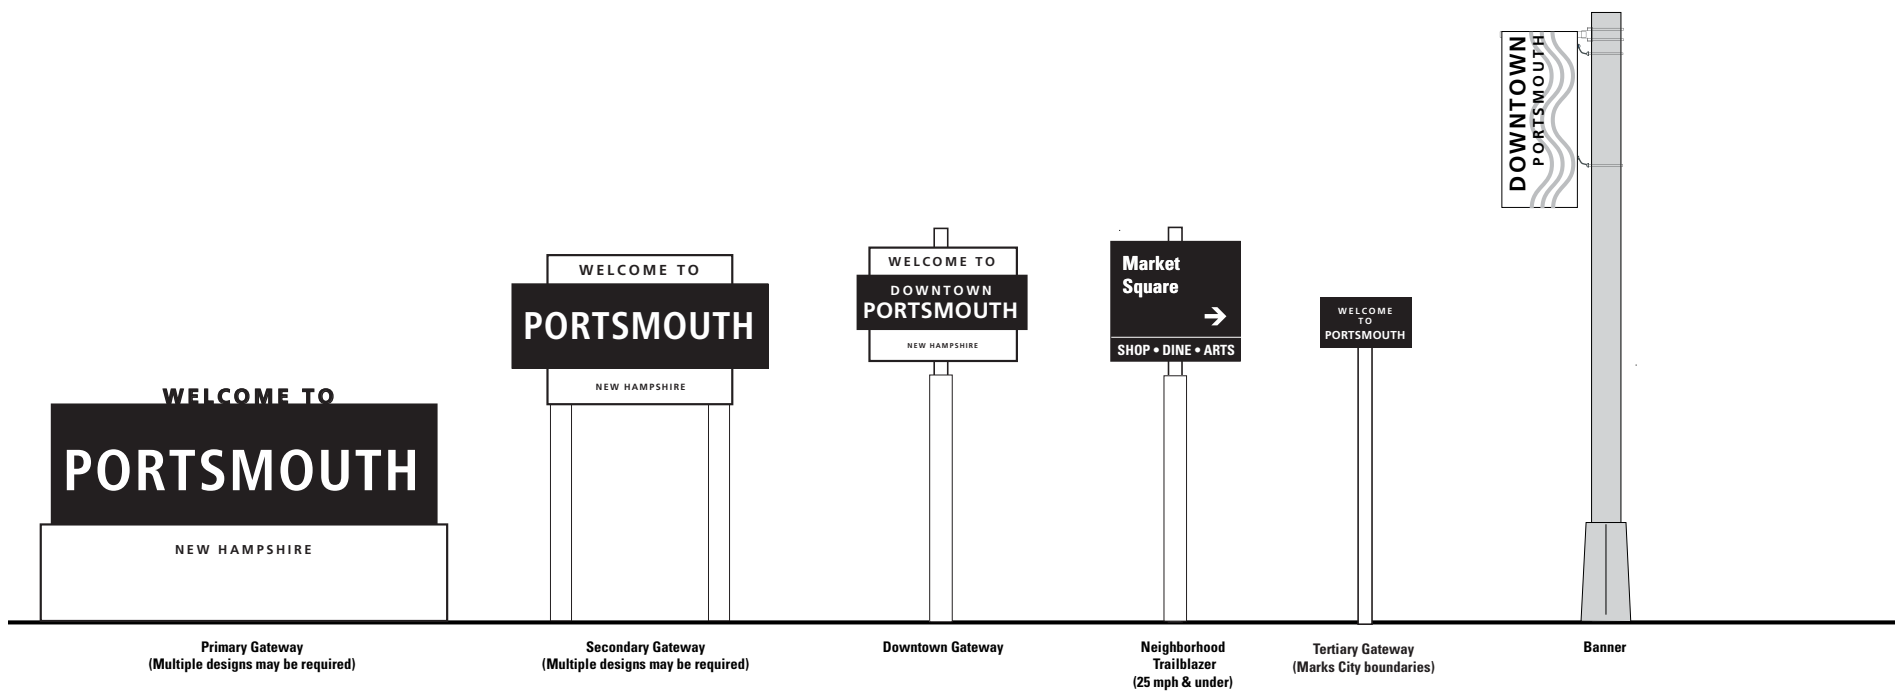 WELCOME TO
PORTSMOUTH
NEW HAMPSHIRE
Primary Gateway
(Multiple designs may be required)
WELCOME TO
PORTSMOUTH
NEW HAMPSHIRE
Secondary Gateway
(Multiple designs may be required)
WELCOME TO
DOWNTOWN
PORTSMOUTH
NEW HAMPSHIRE
Downtown Gateway
Market
Square
→
SHOP • DINE • ARTS
Neighborhood
Trailblazer
(25 mph & under)
WELCOME
TO
PORTSMOUTH
Tertiary Gateway
(Marks City boundaries)
DOWNTOWN
PORTSMOUTH
Banner